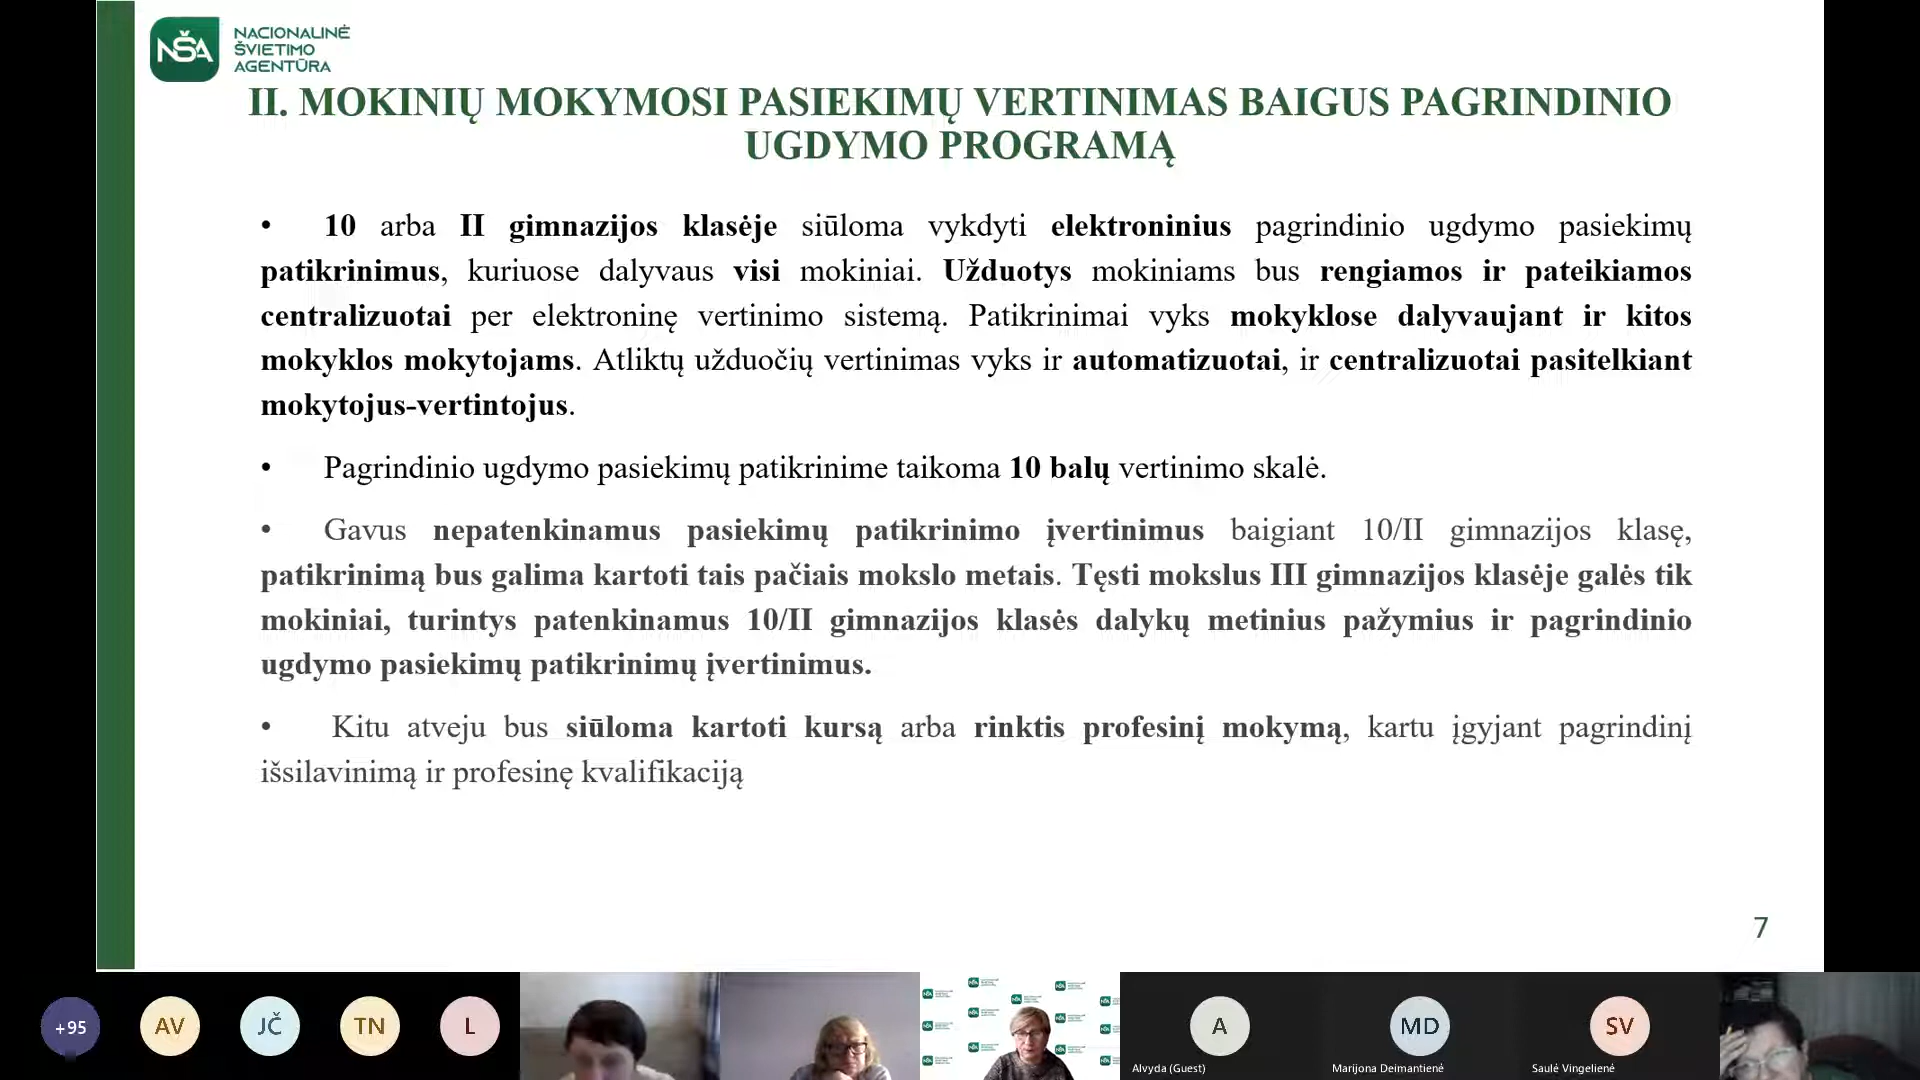 NŠA
NACIONALINĖ
ŠVIETIMO
AGENTŪRA
II. MOKINIŲ MOKYMOSI PASIEKIMŲ VERTINIMAS BAIGUS PAGRINDINIO
UGDYMO PROGRAMĄ
• 10 arba II gimnazijos klasėje siūloma vykdyti elektroninius pagrindinio ugdymo pasiekimų
patikrinimus, kuriuose dalyvaus visi mokiniai. Užduotys mokiniams bus rengiamos ir pateikiamos
centralizuotai per elektroninę vertinimo sistemą. Patikrinimai vyks mokyklose dalyvaujant ir kitos
mokyklos mokytojams. Atliktų užduočių vertinimas vyks ir automatizuotai, ir centralizuotai pasitelkiant
mokytojus-vertintojus.
• Pagrindinio ugdymo pasiekimų patikrinime taikoma 10 balų vertinimo skalė.
• Gavus nepatenkinamus pasiekimų patikrinimo įvertinimus baigiant 10/II gimnazijos klasę,
patikrinimą bus galima kartoti tais pačiais mokslo metais. Tęsti mokslus III gimnazijos klasėje galės tik
mokiniai, turintys patenkinamus 10/II gimnazijos klasės dalykų metinius pažymius ir pagrindinio
ugdymo pasiekimų patikrinimų įvertinimus.
• Kitu atveju bus siūloma kartoti kursą arba rinktis profesinį mokymą, kartu įgyjant pagrindinį
išsilavinimą ir profesinę kvalifikaciją
7
+95
AV
JČ
TN
L
A
MD
SV
Alvyda (Guest)
Marijona Deimantienė
Saulė Vingelienė